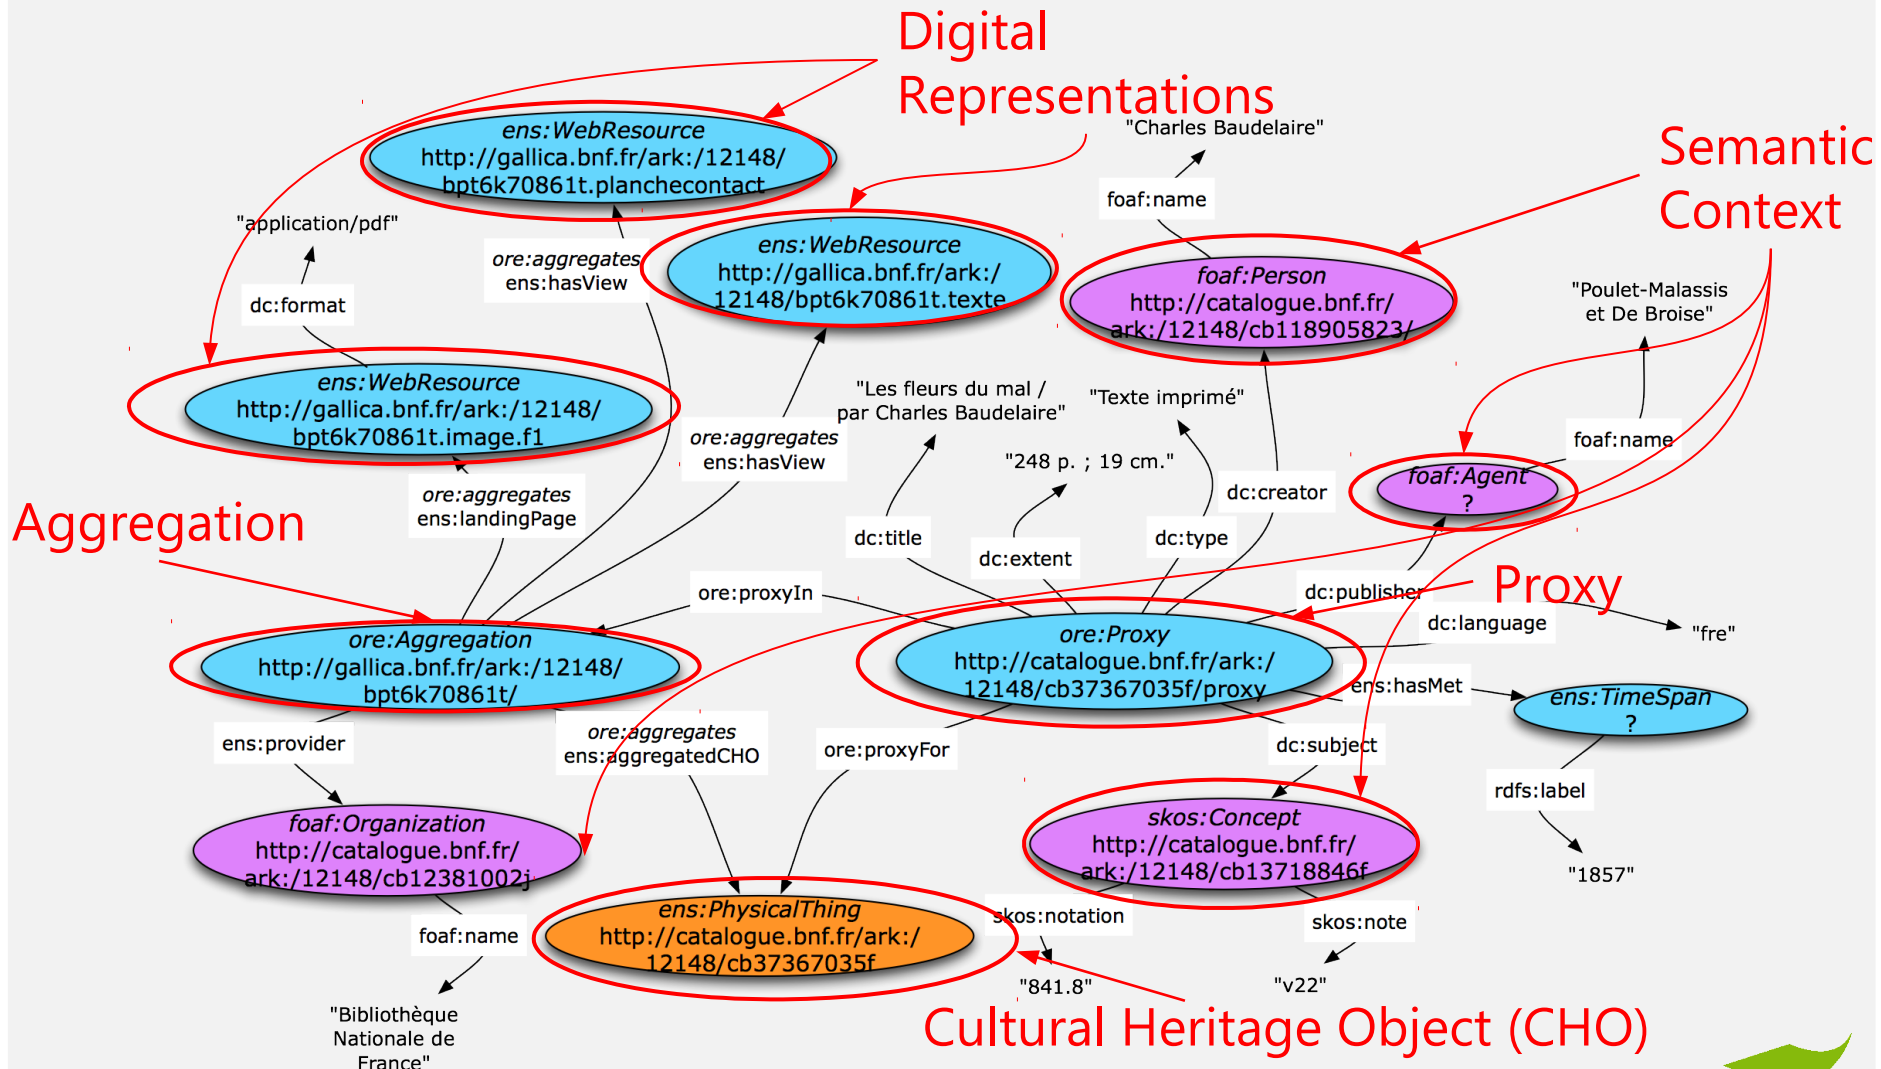 Digital
Representations
Semantic
Context
ens:WebResource
http://gallica.bnf.fr/ark:/12148/
bpt6k70861t.planchecontact
"Charles Baudelaire"
foaf:name
"application/pdf"
dc:format
ore:aggregates
ens:hasView
ens:WebResource
http://gallica.bnf.fr/ark:/
12148/bpt6k70861t.texte
foaf:Person
http://catalogue.bnf.fr/
ark:/12148/cb118905823/
"Poulet-Malassis
et De Broise"
foaf:name
ens:WebResource
http://gallica.bnf.fr/ark:/12148/
bpt6k70861t.image.f1
ore:aggregates
ens:hasView
"Les fleurs du mal /
par Charles Baudelaire"
"Texte imprimé"
"248 p. ; 19 cm."
foaf:Agent
?
ore:aggregates
ens:landingPage
Aggregation
dc:title
dc:extent
dc:type
dc:creator
dc:publisher
Proxy
dc:language
"fre"
ore:proxyIn
ore:Aggregation
http://gallica.bnf.fr/ark:/12148/
bpt6k70861t/
ore:Proxy
http://catalogue.bnf.fr/ark:/
12148/cb37367035f/proxy
ens:hasMet
ens:TimeSpan
?
ens:provider
ore:aggregates
ens:aggregatedCHO
ore:proxyFor
dc:subject
rdfs:label
"1857"
foaf:Organization
http://catalogue.bnf.fr/
ark:/12148/cb12381002j
skos:Concept
http://catalogue.bnf.fr/
ark:/12148/cb13718846f
foaf:name
ens:PhysicalThing
http://catalogue.bnf.fr/ark:/
12148/cb37367035f
skos:notation
skos:note
"841.8"
"v22"
"Bibliothèque
Nationale de
France"
Cultural Heritage Object (CHO)